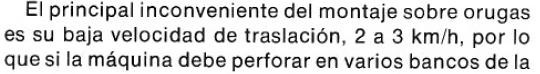 El principal inconveniente del montaje sobre orugas
es su baja velocidad de traslación, 2 a 3 km/h, por lo
que si la máquina debe perforar en varios bancos de la